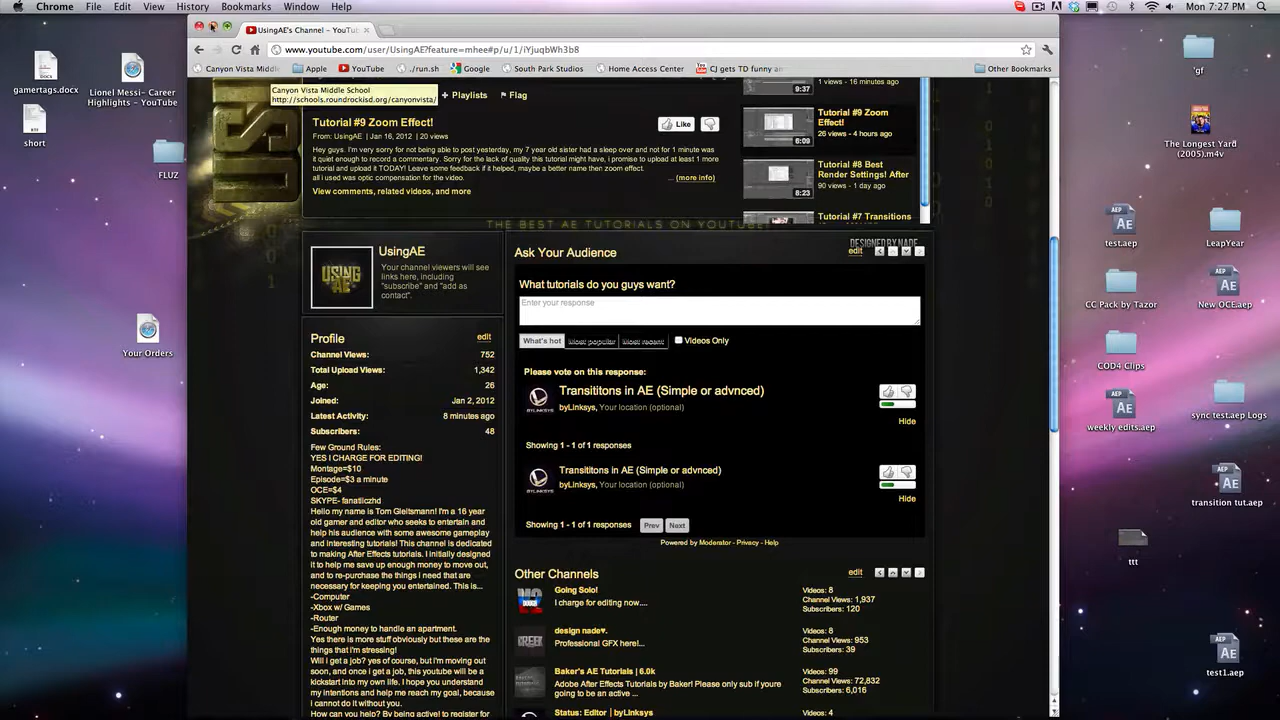 Chrome File Edit View History Bookmarks Window Help
Mon 7:27 PM
UsingAE's Channel - YouTu
www.youtube.com/user/UsingAE?feature=mhee#p/u/1/iYjuqbWh3b8
Canyon Vista Middl Apple YouTube ../run.sh Google South Park Studios Home Access Center CJ gets TD funny an Other Bookmarks
Canyon Vista Middle School
http://schools.roundrockisd.org/canyonvista/
Playlists Flag
Tutorial #9 Zoom Effect!
From: UsingAE | Jan 16, 2012 | 20 views
Like
Hey guys. I'm very sorry for not being able to post yesterday, my 7 year old sister had a sleep over and not for 1 minute was
it quiet enough to record a commentary. Sorry for the lack of quality this tutorial might have, i promise to upload at least 1 more
tutorial and upload it TODAY! Leave some feedback if it helped, maybe a better name then zoom effect.
all i used was optic compensation for the video.
... (more info)
View comments, related videos, and more
1 views - 16 minutes ago
9:37
Tutorial #9 Zoom
Effect!
26 views - 4 hours ago
6:09
Tutorial #8 Best
Render Settings! After
90 views - 1 day ago
8:23
Tutorial #7 Transitions
THE BEST AE TUTORIALS ON YOUTUBE
DESIGNED BY NADE
UsingAE
USING
AE
Your channel viewers will see
links here, including
"subscribe" and "add as
contact".
Profile edit
Channel Views: 752
Total Upload Views: 1,342
Age: 26
Joined: Jan 2, 2012
Latest Activity: 8 minutes ago
Subscribers: 48
Few Ground Rules:
YES I CHARGE FOR EDITING!
Montage=$10
Episode=$3 a minute
OCE=$4
SKYPE- fanatiiczhd
Hello my name is Tom Gleitsmann! I'm a 16 year
old gamer and editor who seeks to entertain and
help his audience with some awesome gameplay
and interesting tutorials! This channel is dedicated
to making After Effects tutorials. I initially designed
it to help me save up enough money to move out,
and to re-purchase the things i need that are
necessary for keeping you entertained. This is...
-Computer
-Xbox w/ Games
-Router
-Enough money to handle an apartment.
Yes there is more stuff obviously but these are the
things that i'm stressing!
Will I get a job? yes of course, but i'm moving out
soon, and once i get a job, this youtube will be a
kickstart into my own life. I hope you understand
my intentions and help me reach my goal, because
I cannot do it without you.
How can you help? By being active! to register for
Ask Your Audience edit
What tutorials do you guys want?
Enter your response
What's hot Most popular Most recent Videos Only
Please vote on this response:
Transititons in AE (Simple or advnced)
byLinksys, Your location (optional)
Hide
Showing 1 - 1 of 1 responses
Transititons in AE (Simple or advnced)
byLinksys, Your location (optional)
Hide
Showing 1 - 1 of 1 responses Prev Next
Powered by Moderator - Privacy - Help
Other Channels edit
Going Solo!
I charge for editing now....
Videos: 8
Channel Views: 1,937
Subscribers: 120
design nade♥.
Professional GFX here!...
Videos: 8
Channel Views: 953
Subscribers: 39
Baker's AE Tutorials | 6.0k
Adobe After Effects Tutorials by Baker! Please only sub if youre
going to be an active ...
Videos: 99
Channel Views: 72,832
Subscribers: 6,016
Status: Editor | byLinksys
Videos: 4
gamertags.docx
Lionel Messi- Career
Highlights - YouTube
short
FLUZ
Your Orders
'gf
The Longest Yard
(2005).m4v
AEP
test.aep
LeapYear
CC Pack by Tazor
AEP
New OCE.aep
COD4 Clips
AEP
weekly edits.aep
sync test.aep Logs
AEP
transition tut.aep
ttt
AEP
test1.aep